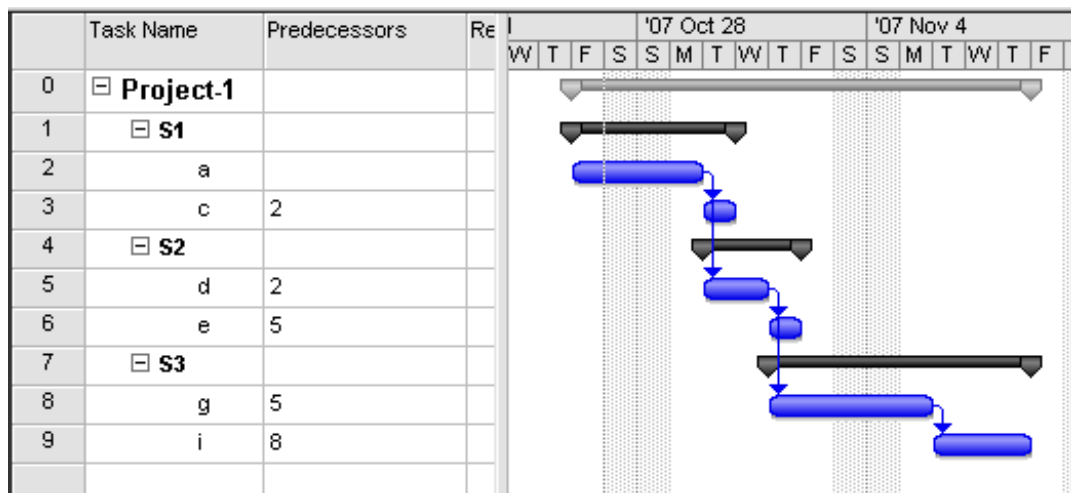 Task Name Predecessors Re '07 Oct 28 '07 Nov 4
W T F S S M T W T F S S M T W T F
0 Project-1
1 S1
2 a
3 c 2
4 S2
5 d 2
6 e 5
7 S3
8 g 5
9 i 8